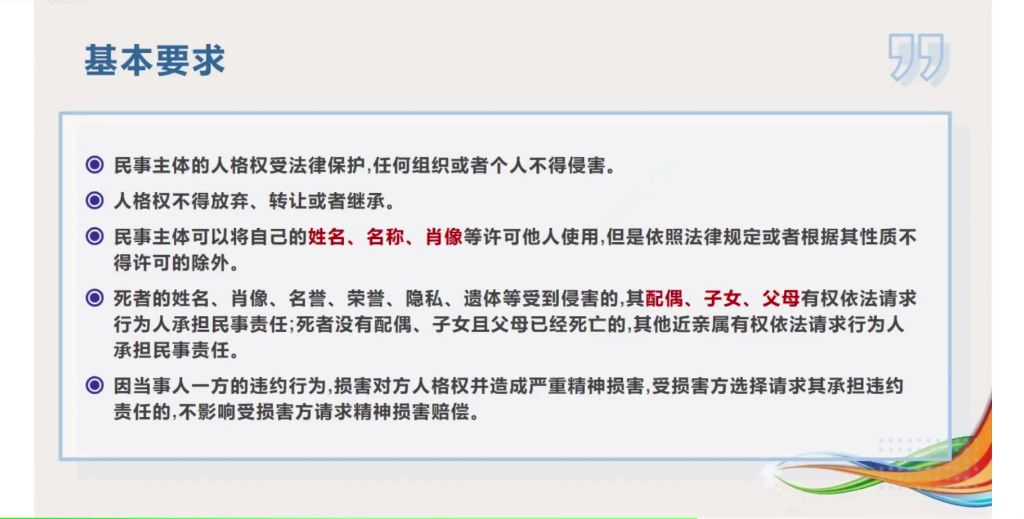 基本要求
民事主体的人格权受法律保护,任何组织或者个人不得侵害。
人格权不得放弃、转让或者继承。
民事主体可以将自己的姓名、名称、肖像等许可他人使用,但是依照法律规定或者根据其性质不
得许可的除外。
死者的姓名、肖像、名誉、荣誉、隐私、遗体等受到侵害的,其配偶、子女、父母有权依法请求
行为人承担民事责任;死者没有配偶、子女且父母已经死亡的,其他近亲属有权依法请求行为人
承担民事责任。
因当事人一方的违约行为,损害对方人格权并造成严重精神损害,受损害方选择请求其承担违约
责任的,不影响受损害方请求精神损害赔偿。